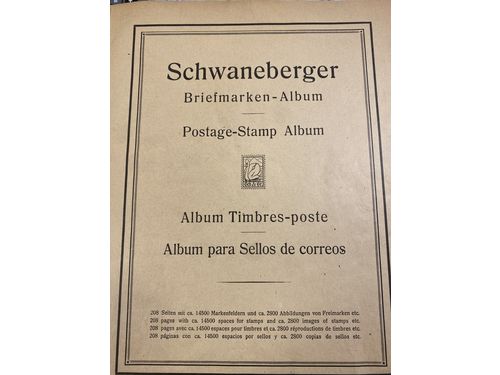 Schwaneberger
Briefmarken-Album
Postage-Stamp Album
Album Timbres-poste
Album para Sellos de correos
208 Seiten mit ca. 14500 Markenfeldern und ca. 2800 Abbildungen von Freimarken etc.
208 pages with ca. 14500 spaces for stamps and ca. 2800 images of stamps etc.
208 pages avec ca. 14500 espaces pour timbres et ca. 2800 réproductions de timbres etc.
208 páginas con ca. 14500 espacios por sellos y ca. 2800 copias de sellos etc.